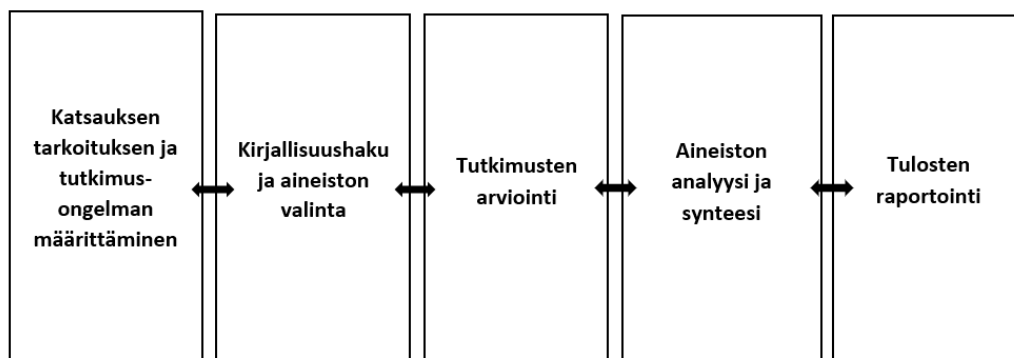 Katsauksen
tarkoituksen ja
tutkimus-
ongelman
määrittäminen
Kirjallisuushaku
ja aineiston
valinta
Tutkimusten
arviointi
Aineiston
analyysi ja
synteesi
Tulosten
raportointi